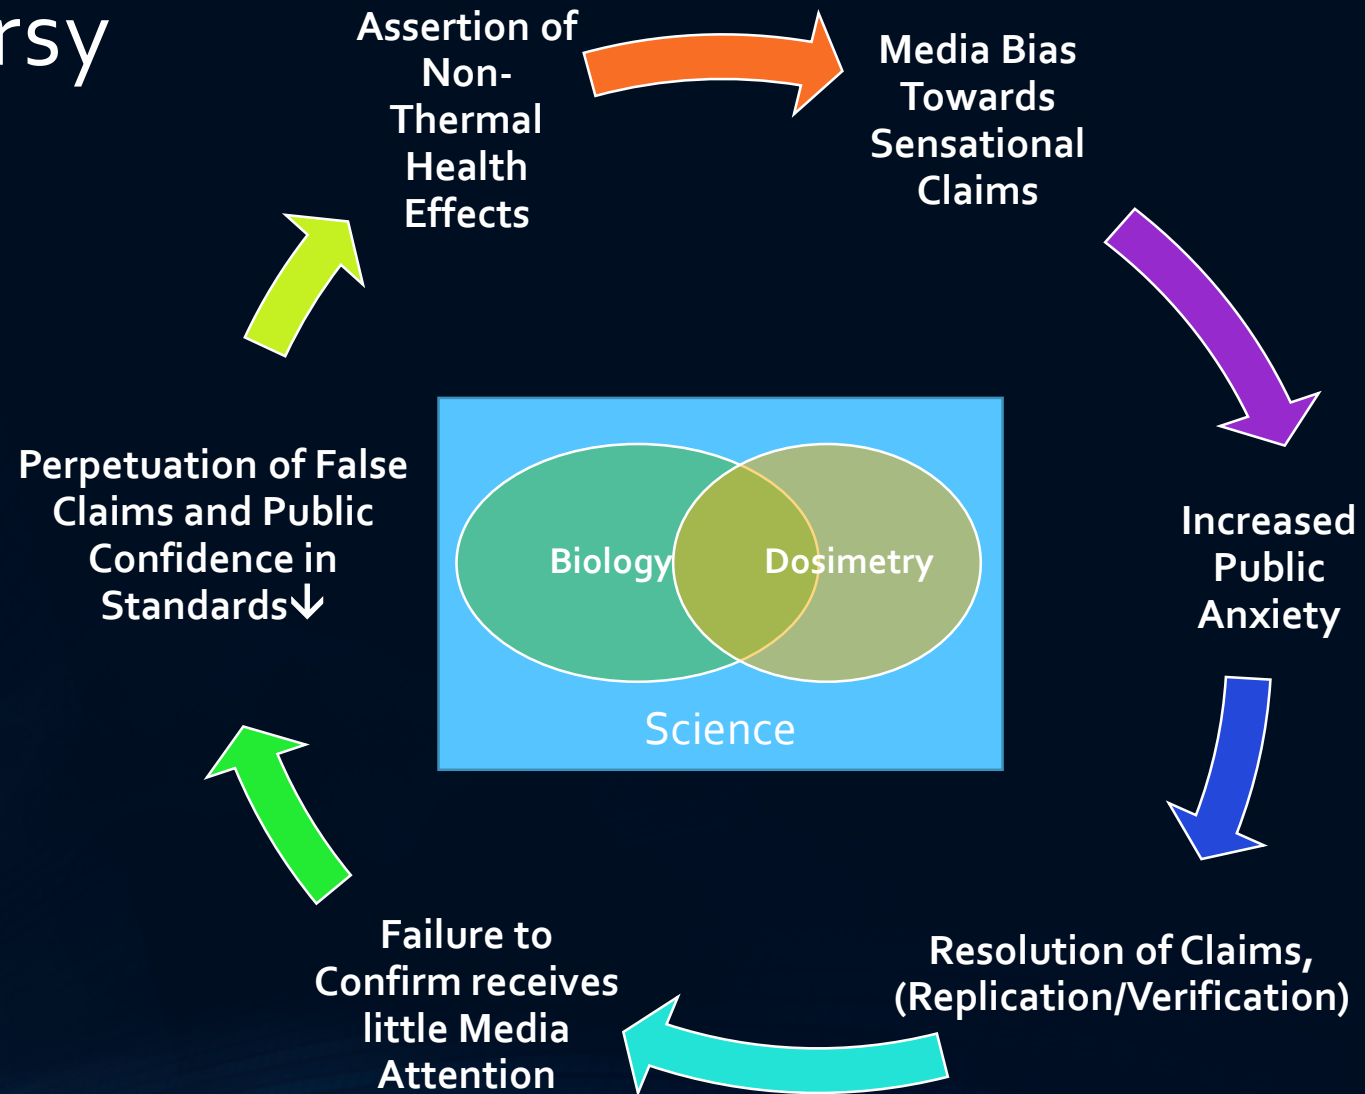 rsy
Assertion of
Non-
Thermal
Health
Effects
Media Bias
Towards
Sensational
Claims
Increased
Public
Anxiety
Resolution of Claims,
(Replication/Verification)
Failure to
Confirm receives
little Media
Attention
Perpetuation of False
Claims and Public
Confidence in
Standards↓
Biology
Dosimetry
Science